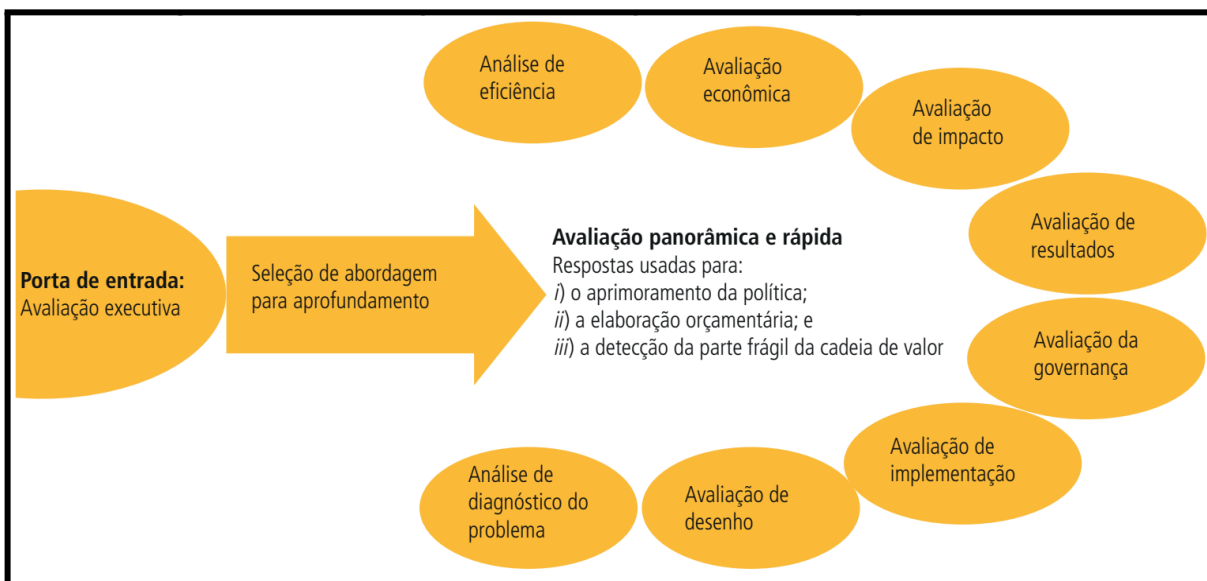 Porta de entrada:
Avaliação executiva
Seleção de abordagem
para aprofundamento
Avaliação panorâmica e rápida
Respostas usadas para:
i) o aprimoramento da política;
ii) a elaboração orçamentária; e
iii) a detecção da parte frágil da cadeia de valor
Análise de
eficiência
Avaliação
econômica
Avaliação
de impacto
Avaliação de
resultados
Avaliação da
governança
Avaliação de
implementação
Avaliação de
desenho
Análise de
diagnóstico do
problema